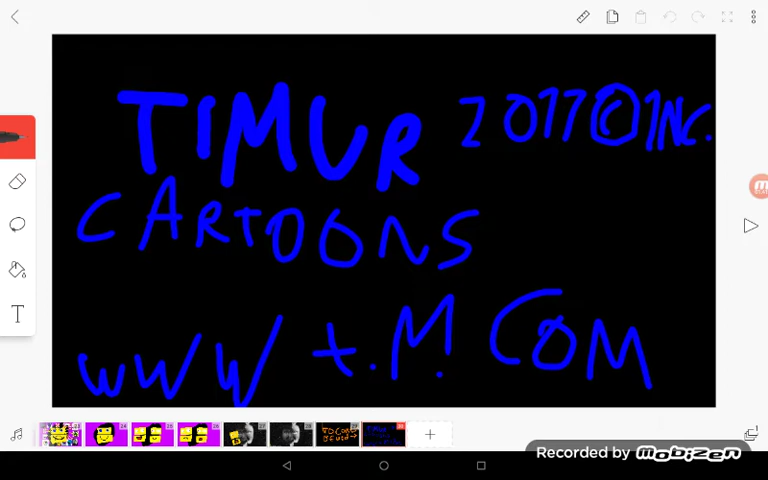 TIMUR 2017©INC.
CARTOONS
WWW t.M. COM
T
Recorded by mobizen